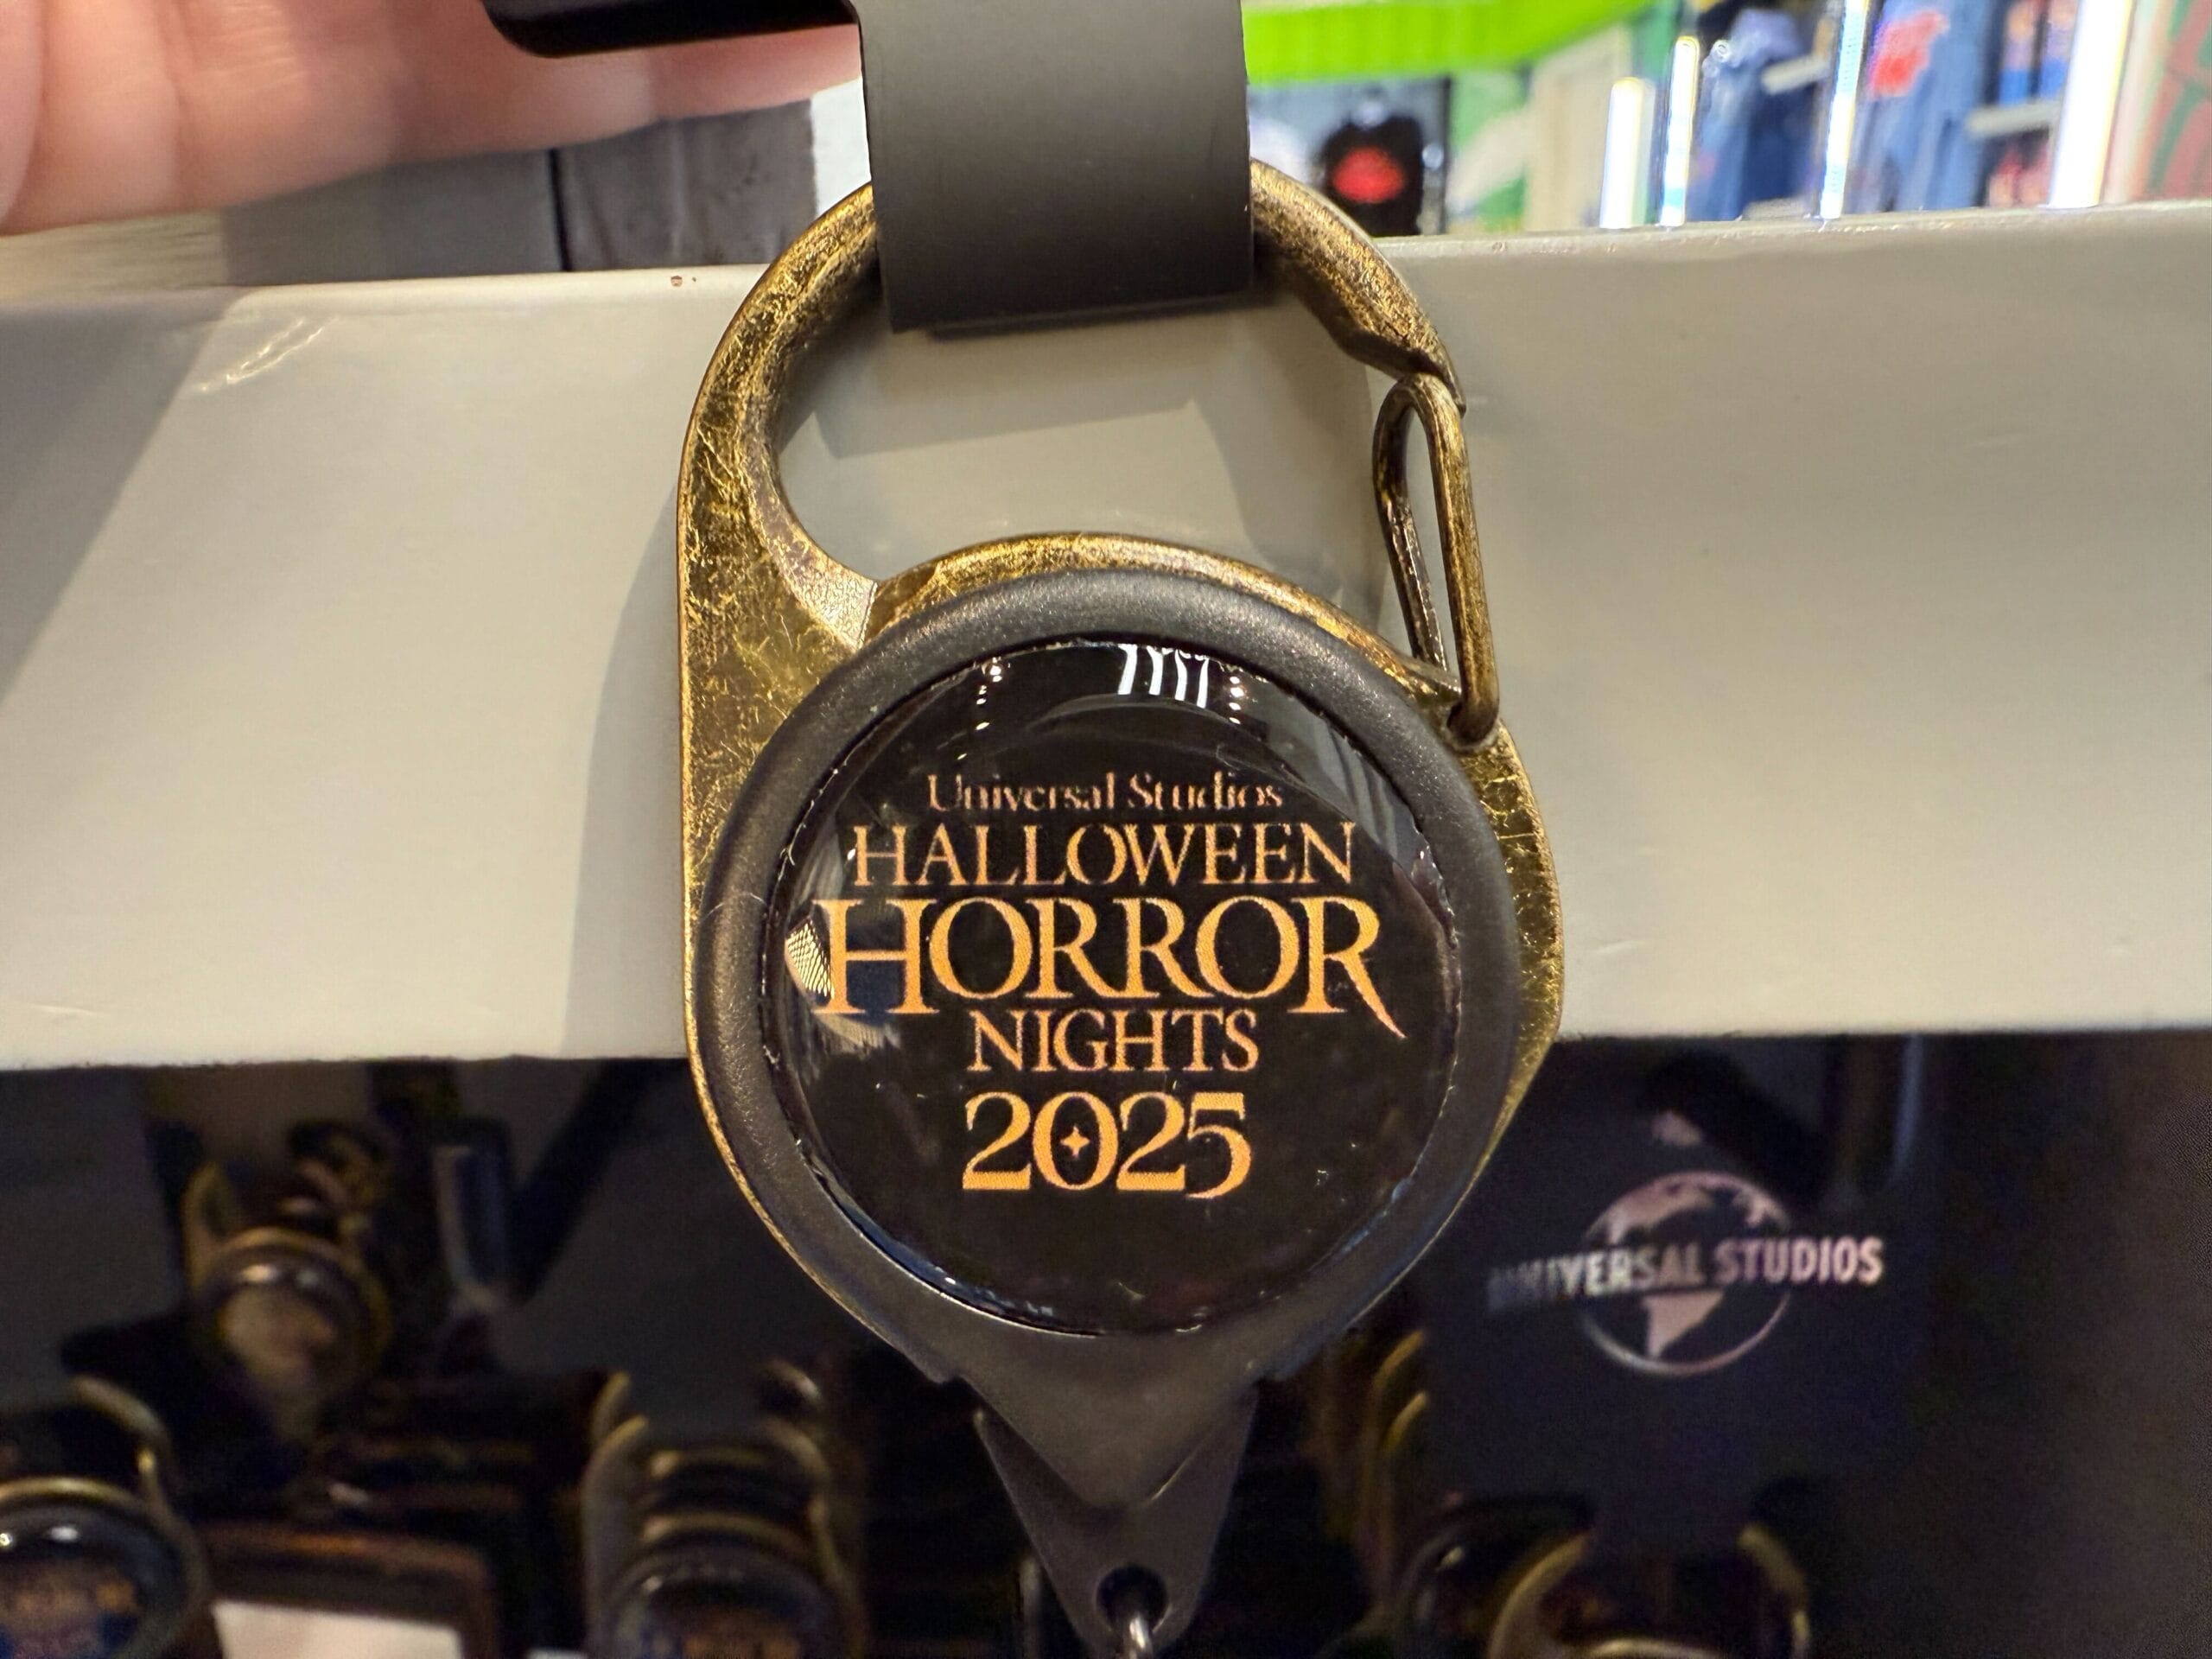 Universal Studios
HALLOWEEN
HORROR
NIGHTS
2025
UNIVERSAL STUDIOS